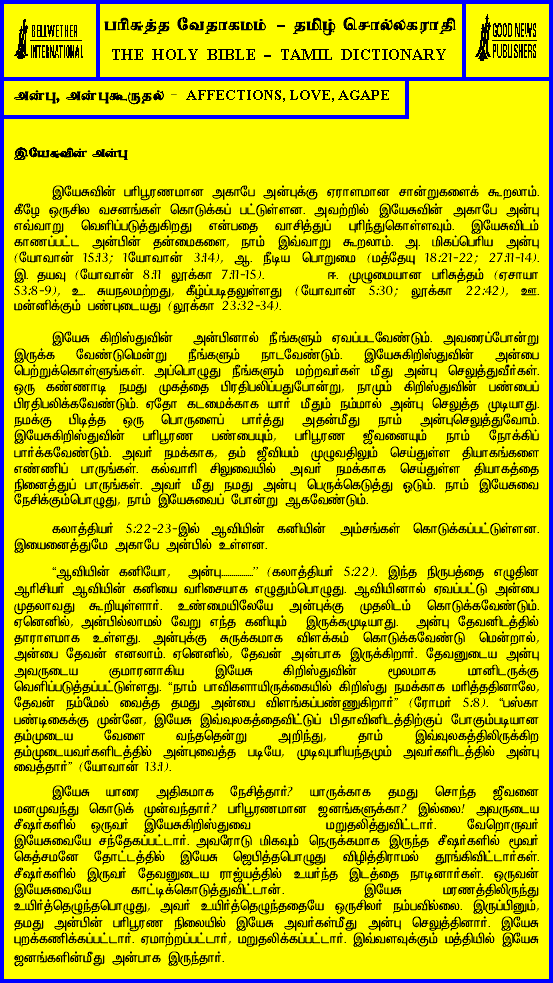 BELLWETHER
INTERNATIONAL
பரிசுத்த வேதாகமம் - தமிழ் சொல்லகராதி
THE HOLY BIBLE - TAMIL DICTIONARY
GOOD NEWS
PUBLISHERS
அன்பு, அன்புகூருதல் - AFFECTIONS, LOVE, AGAPE
இயேசுவின் அன்பு
இயேசுவின் பரிபூரணமான அகாபே அன்புக்கு ஏராளமான சான்றுகளைக் கூறலாம்.
கீழே ஒருசில வசனங்கள் கொடுக்கப் பட்டுள்ளன. அவற்றில் இயேசுவின் அகாபே அன்பு
எவ்வாறு வெளிப்படுத்துகிறது என்பதை வாசித்துப் புரிந்துகொள்ளவும். இயேசுவிடம்
காணப்பட்ட அன்பின் தன்மைகளை, நாம் இவ்வாறு கூறலாம். அ. மிகப்பெரிய அன்பு
(யோவான் 15:13; 1யோவான் 3:14), ஆ. நீடிய பொறுமை (மத்தேயு 18:21-22; 27:11-14).
இ. தயவு (யோவான் 8:11 லூக்கா 7:11-15). ஈ. முழுமையான பரிசுத்தம் (ஏசாயா
53:8-9), உ. சுயநலமற்றது, கீழ்ப்படிதலுள்ளது (யோவான் 5:30; லூக்கா 22:42), ஊ.
மன்னிக்கும் பண்புடையது (லூக்கா 23:32-34).
இயேசு கிறிஸ்துவின் அன்பினால் நீங்களும் ஏவப்படவேண்டும். அவரைப்போன்று
இருக்க வேண்டுமென்று நீங்களும் நாடவேண்டும். இயேசுகிறிஸ்துவின் அன்பை
பெற்றுக்கொள்ளுங்கள். அப்பொழுது நீங்களும் மற்றவர்கள் மீது அன்பு செலுத்துவீர்கள்.
ஒரு கண்ணாடி நமது முகத்தை பிரதிபலிப்பதுபோன்று, நாமும் கிறிஸ்துவின் பண்பைப்
பிரதிபலிக்கவேண்டும். ஏதோ கடமைக்காக யார் மீதும் நம்மால் அன்பு செலுத்த முடியாது.
நமக்கு பிடித்த ஒரு பொருளைப் பார்த்து அதன்மீது நாம் அன்புசெலுத்துவோம்.
இயேசுகிறிஸ்துவின் பரிபூரண பண்பையும், பரிபூரண ஜீவனையும் நாம் நோக்கிப்
பார்க்கவேண்டும். அவர் நமக்காக, தம் ஜீவியம் முழுவதிலும் செய்துள்ள தியாகங்களை
எண்ணிப் பாருங்கள். கல்வாரி சிலுவையில் அவர் நமக்காக செய்துள்ள தியாகத்தை
நினைத்துப் பாருங்கள். அவர் மீது நமது அன்பு பெருக்கெடுத்து ஓடும். நாம் இயேசுவை
நேசிக்கும்பொழுது, நாம் இயேசுவைப் போன்று ஆகவேண்டும்.
கலாத்தியர் 5:22-23-இல் ஆவியின் கனியின் அம்சங்கள் கொடுக்கப்பட்டுள்ளன.
இயைனைத்துமே அகாபே அன்பில் உள்ளன.
“ஆவியின் கனியோ, அன்பு...............” (கலாத்தியர் 5:22). இந்த நிருபத்தை எழுதின
ஆரிசியர் ஆவியின் கனியை வரிசையாக எழுதும்பொழுது. ஆவியினால் ஏவப்பட்டு அன்பை
முதலாவது கூறியுள்ளார். உண்மையிலேயே அன்புக்கு முதலிடம் கொடுக்கவேண்டும்.
ஏனெனில், அன்பில்லாமல் வேறு எந்த கனியும் இருக்கமுடியாது. அன்பு தேவனிடத்தில்
தாராளமாக உள்ளது. அன்புக்கு சுருக்கமாக விளக்கம் கொடுக்கவேண்டு மென்றால்,
அன்பை தேவன் எனலாம். ஏனெனில், தேவன் அன்பாக இருக்கிறார். தேவனுடைய அன்பு
அவருடைய குமாரனாகிய இயேசு கிறிஸ்துவின் மூலமாக மானிடருக்கு
வெளிப்படுத்தப்பட்டுள்ளது. “நாம் பாவிகளாயிருக்கையில் கிறிஸ்து நமக்காக மரித்ததினாலே,
தேவன் நம்மேல் வைத்த தமது அன்பை விளங்கப்பண்ணுகிறார்” (ரோமர் 5:8). “பஸ்கா
பண்டிகைக்கு முன்னே, இயேசு இவ்வுலகத்தைவிட்டுப் பிதாவினிடத்திற்குப் போகும்படியான
தம்முடைய வேளை வந்ததென்று அறிந்து, தாம் இவ்வுலகத்திலிருக்கிற
தம்முடையவர்களிடத்தில் அன்புவைத்த படியே, முடிவுபரியந்தமும் அவர்களிடத்தில் அன்பு
வைத்தார்” (யோவான் 13:1).
இயேசு யாரை அதிகமாக நேசித்தார்? யாருக்காக தமது சொந்த ஜீவனை
மனமுவந்து கொடுக் முன்வந்தார்? பரிபூரணமான ஜனங்களுக்கா? இல்லை! அவருடைய
சீஷர்களில் ஒருவர் இயேசுகிறிஸ்துவை மறுதலித்துவிட்டார். வேறொருவர்
இயேசுவையே சந்தேகப்பட்டார். அவரோடு மிகவும் நெருக்கமாக இருந்த சீஷர்களில் மூவர்
கெத்சமனே தோட்டத்தில் இயேசு ஜெபித்தபொழுது விழித்திராமல் தூங்கிவிட்டார்கள்.
சீஷர்களில் இருவர் தேவனுடைய ராஜ்யத்தில் உயர்ந்த இடத்தை நாடினார்கள். ஒருவன்
இயேசுவையே காட்டிக்கொடுத்துவிட்டான். இயேசு மரணத்திலிருந்து
உயிர்த்தெழுந்தபொழுது, அவர் உயிர்த்தெழுந்ததையே ஒருசிலர் நம்பவில்லை. இருப்பினும்,
தமது அன்பின் பரிபூரண நிலையில் இயேசு அவர்கள்மீது அன்பு செலுத்தினார். இயேசு
புறக்கணிக்கப்பட்டார். ஏமாற்றப்பட்டார், மறுதலிக்கப்பட்டார். இவ்வளவுக்கும் மத்தியில் இயேசு
ஜனங்களின்மீது அன்பாக இருந்தார்.